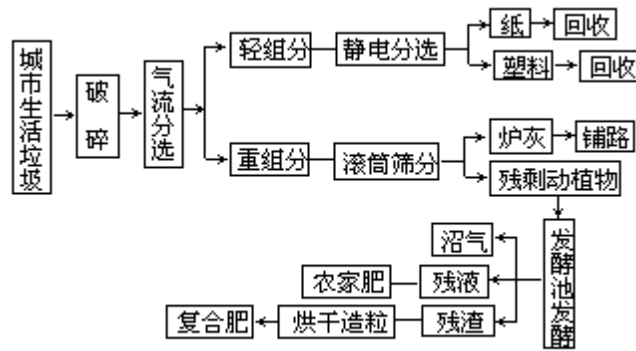 城市生活垃圾
破碎
气流分选
轻组分
静电分选
纸
回收
塑料
回收
重组分
滚筒筛分
炉灰
铺路
残剩动植物
发酵池发酵
沼气
农家肥
残液
复合肥
烘干造粒
残渣